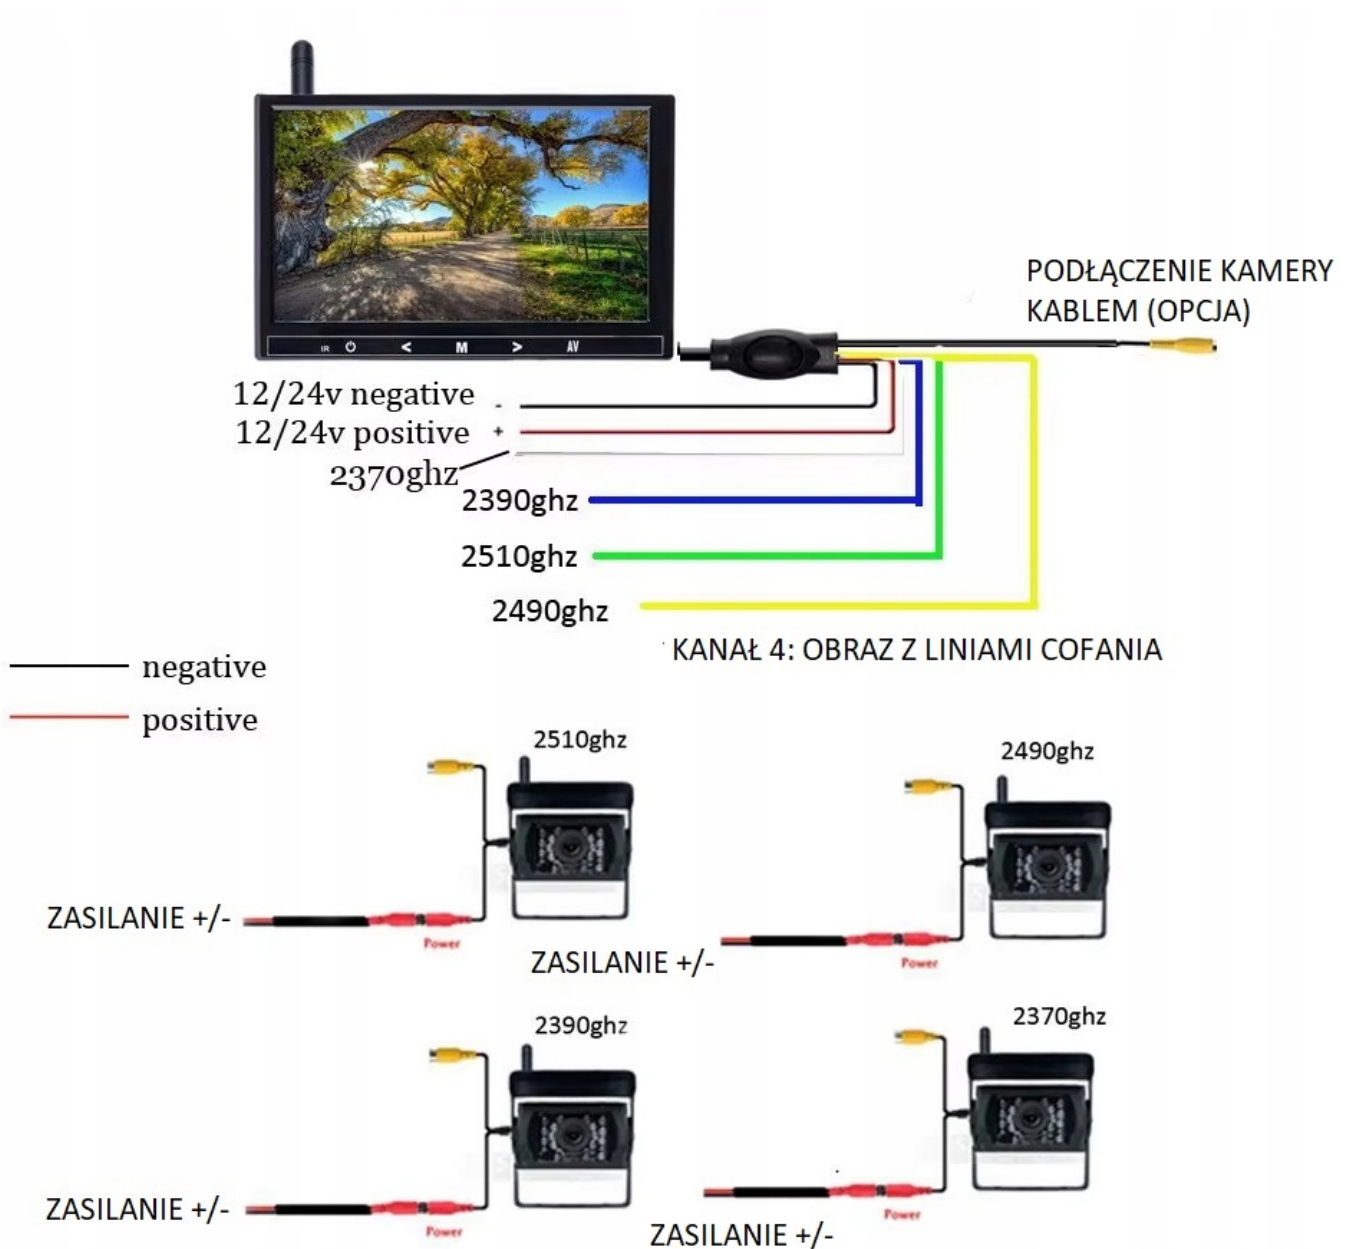 PODŁĄCZENIE KAMERY
KABLEM (OPCJA)
IR < M > AV
12/24v negative -
12/24v positive +
2370ghz
2390ghz
2510ghz
2490ghz
KANAŁ 4: OBRAZ Z LINIAMI COFANIA
negative
positive
2510ghz
2490ghz
ZASILANIE +/-
Power
ZASILANIE +/-
Power
2390ghz
2370ghz
ZASILANIE +/-
Power
ZASILANIE +/-
Power